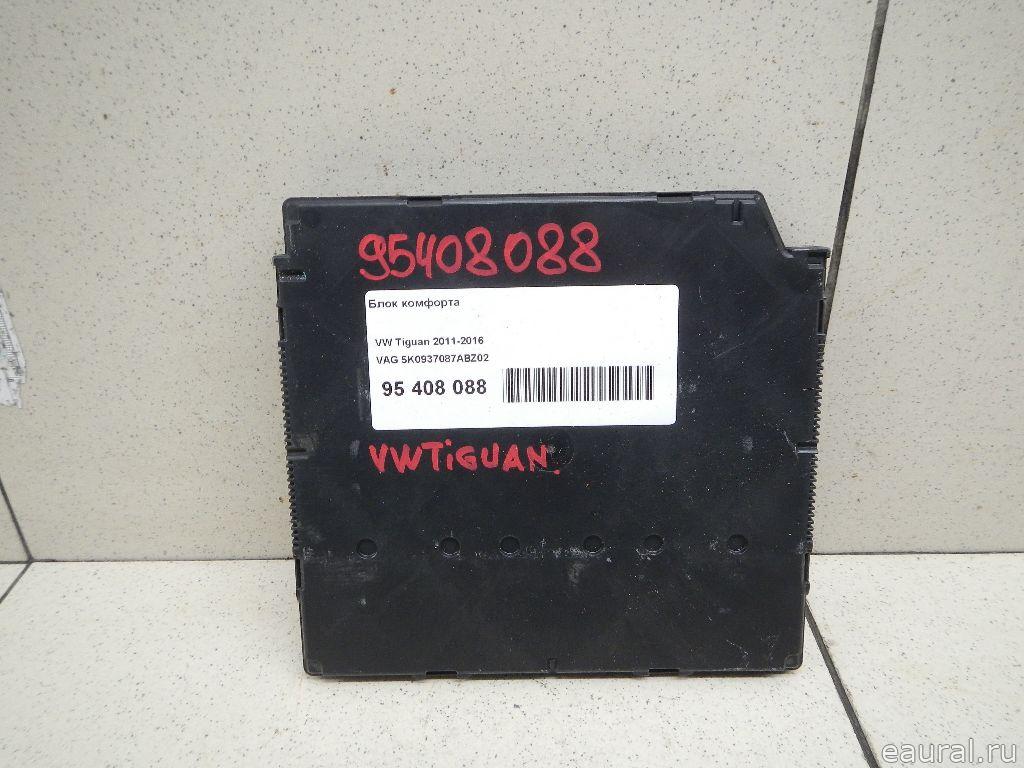 95408088
Блок комфорта
VW Tiguan 2011-2016
VAG 5K0937087ABZ02
95 408 088
VWTiGUAN.
eaural.ru